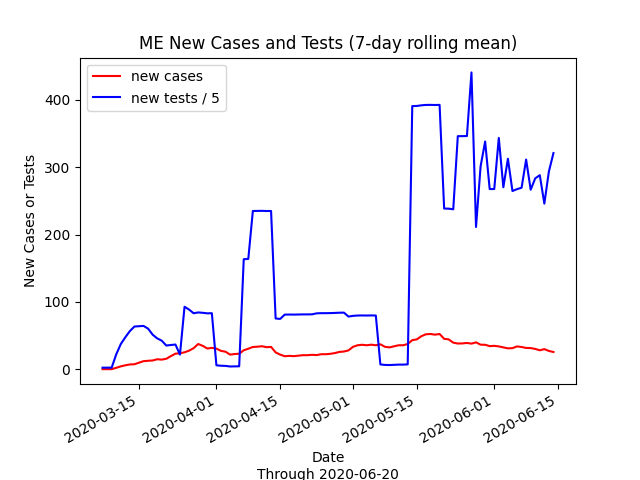 ME New Cases and Tests (7-day rolling mean)
new cases
new tests / 5
New Cases or Tests
400
300
200
100
0
2020-03-15
2020-04-01
2020-04-15
2020-05-01
2020-05-15
2020-06-01
2020-06-15
Date
Through 2020-06-20